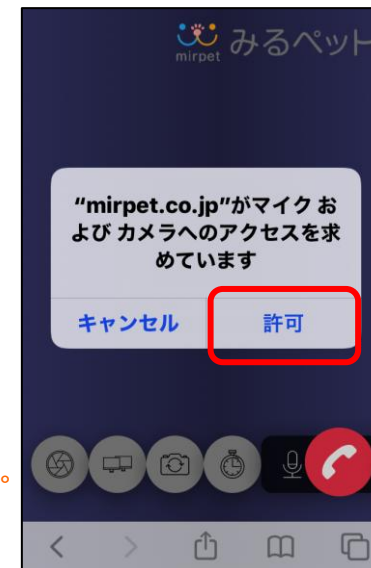 みるペット
mirpet
"mirpet.co.jp"がマイク お
よび カメラへのアクセスを求
めています
キャンセル
許可
。